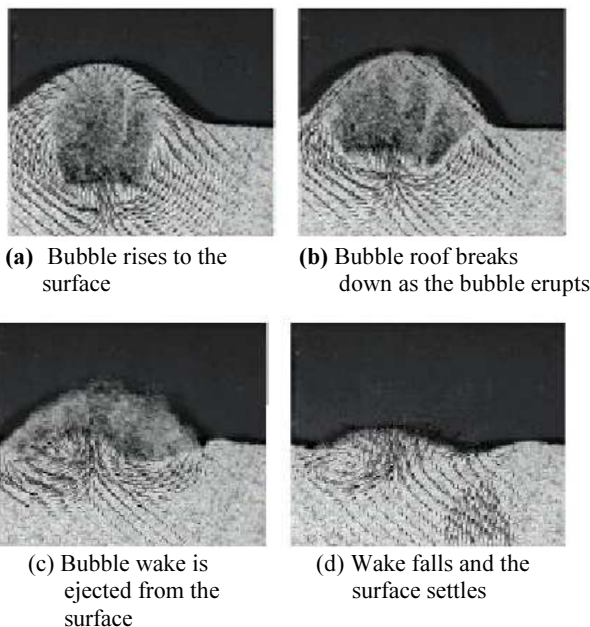 (a) Bubble rises to the
surface
(b) Bubble roof breaks
down as the bubble erupts
(c) Bubble wake is
ejected from the
surface
(d) Wake falls and the
surface settles